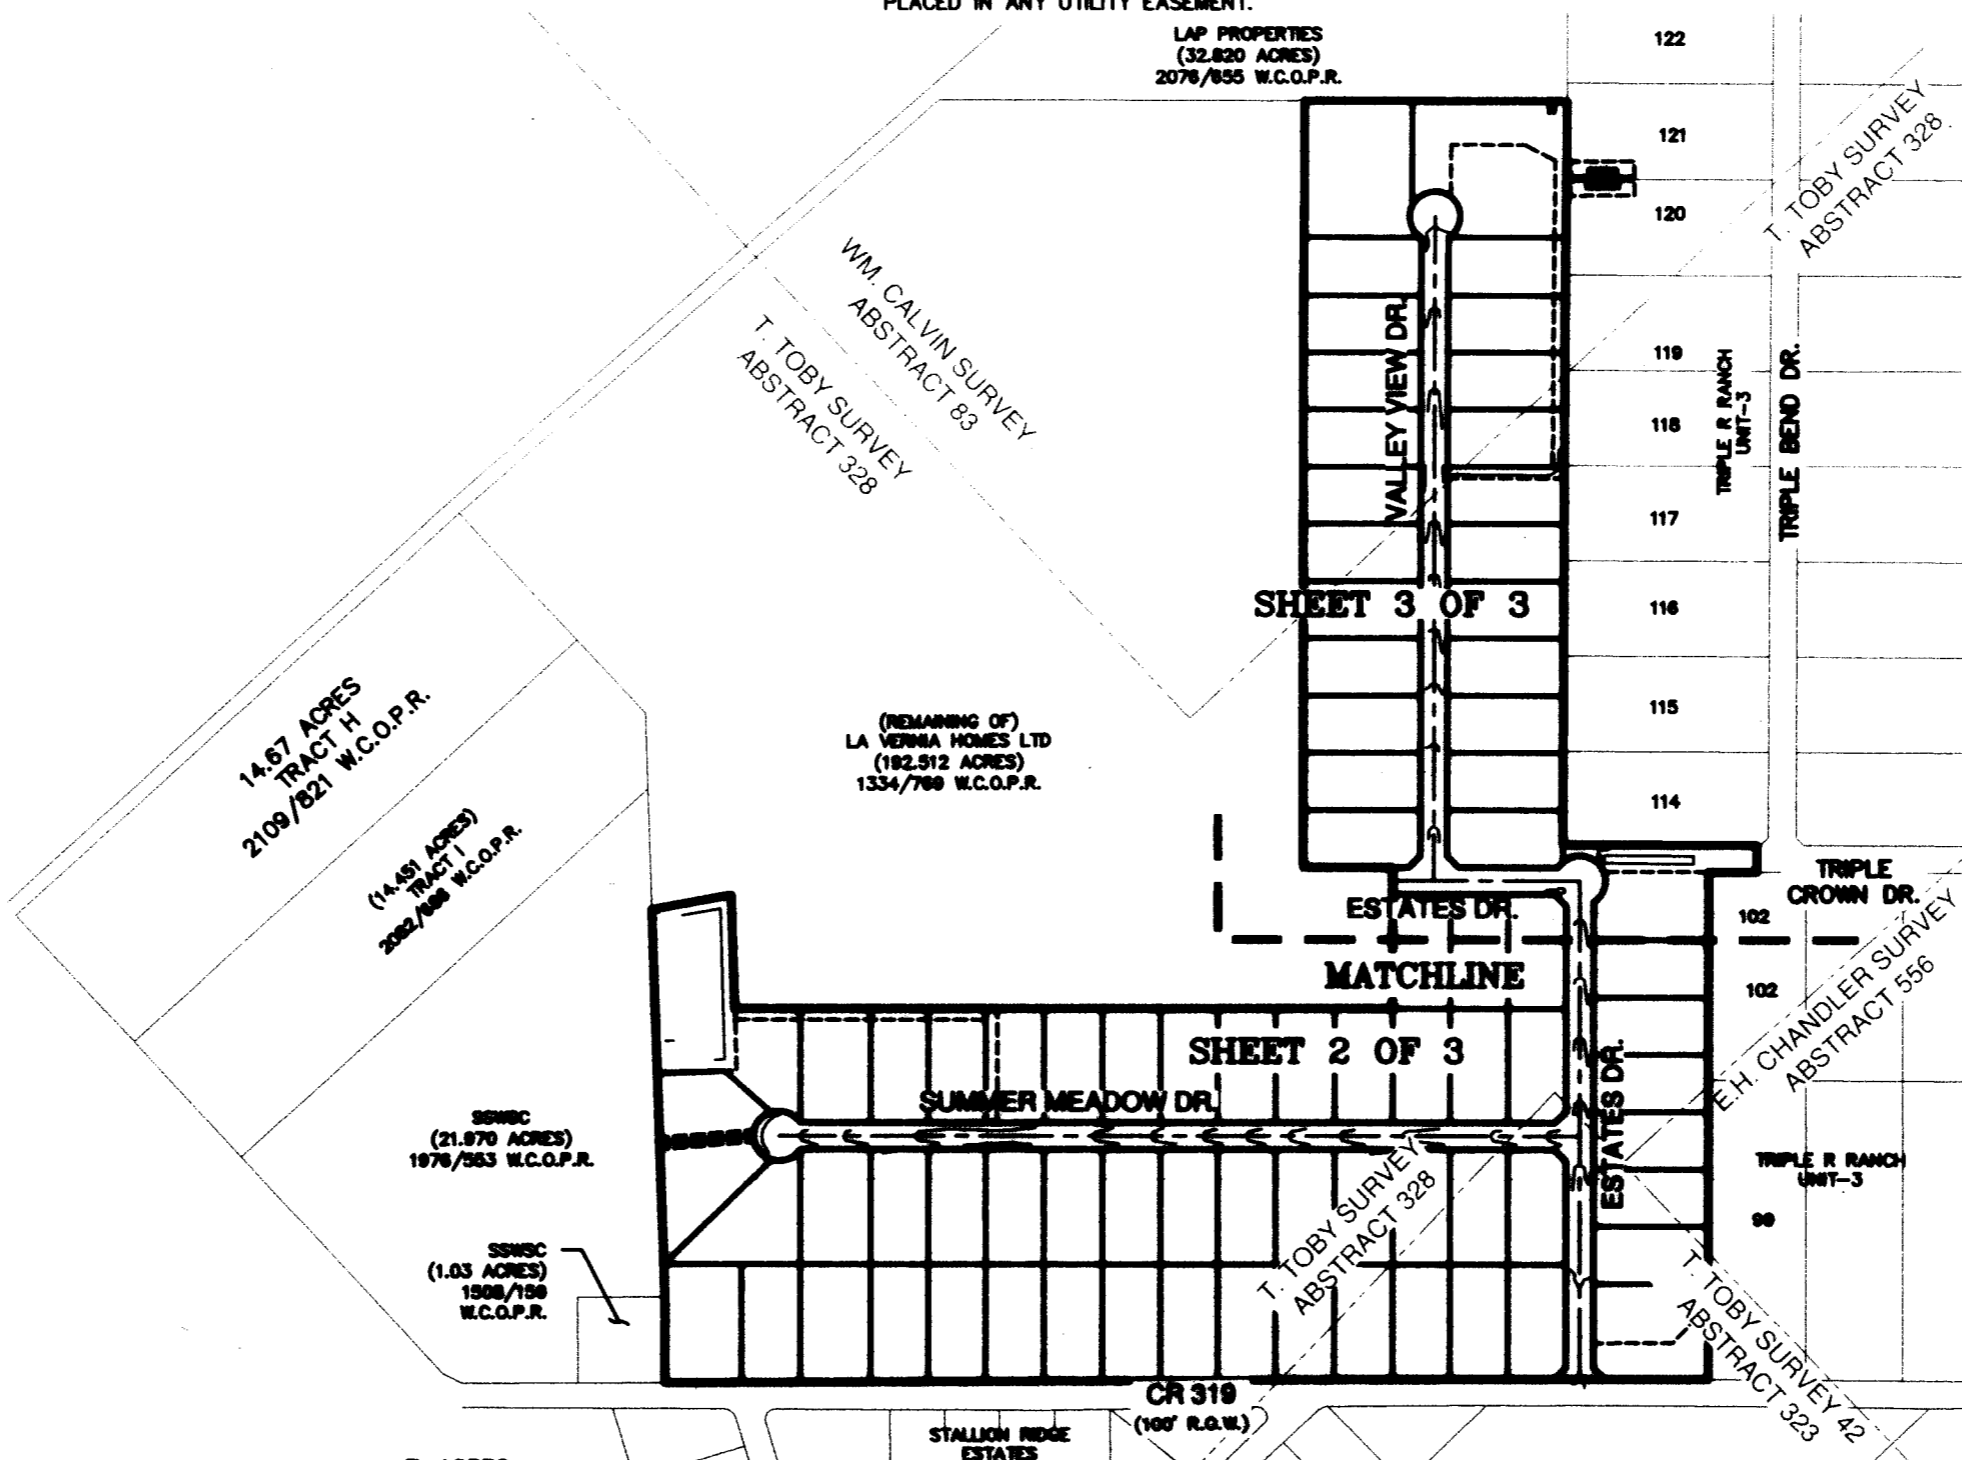 PLACED IN ANY UTILITY EASEMENT.
LAP PROPERTIES
(32.820 ACRES)
2076/655 W.C.O.P.R.
122
121
120
T. TOBY SURVEY
ABSTRACT 328
WM. CALVIN SURVEY
ABSTRACT 83
T. TOBY SURVEY
ABSTRACT 328
VALLEY VIEW DR.
119
118
117
116
115
114
TRIPLE R RANCH
UNIT-3
TRIPLE BEND DR.
SHEET 3 OF 3
14.67 ACRES
TRACT H
2109/821 W.C.O.P.R.
(14.451 ACRES)
TRACT I
2082/686 W.C.O.P.R.
(REMAINING OF)
LA VERNIA HOMES LTD
(192.512 ACRES)
1334/769 W.C.O.P.R.
TRIPLE
CROWN DR.
ESTATES DR.
102
MATCHLINE
102
E.H. CHANDLER SURVEY
ABSTRACT 556
SHEET 2 OF 3
SUMMER MEADOW DR.
ESTATES DR.
SSWSC
(21.970 ACRES)
1976/553 W.C.O.P.R.
TRIPLE R RANCH
UNIT-3
99
T. TOBY SURVEY
ABSTRACT 328
SSWSC
(1.03 ACRES)
1508/159
W.C.O.P.R.
T. TOBY SURVEY 42
ABSTRACT 323
CR 319
(100' R.O.W.)
STALLION RIDGE
ESTATES